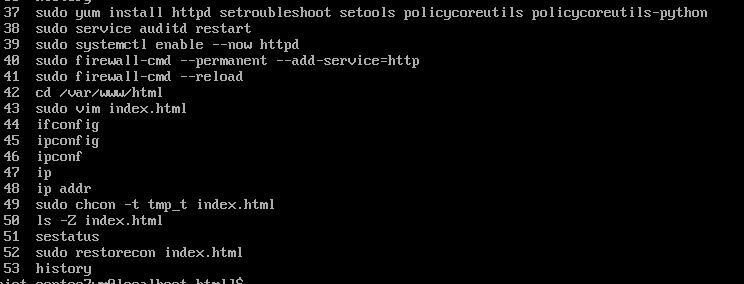 37 sudo yum install httpd setroubleshoot setools policycoreutils policycoreutils-python
38 sudo service auditd restart
39 sudo systemctl enable --now httpd
40 sudo firewall-cmd --permanent --add-service=http
41 sudo firewall-cmd --reload
42 cd /var/www/html
43 sudo vim index.html
44 ifconfig
45 ipconfig
46 ipconf
47 ip
48 ip addr
49 sudo chcon -t tmp_t index.html
50 ls -Z index.html
51 sestatus
52 sudo restorecon index.html
53 history